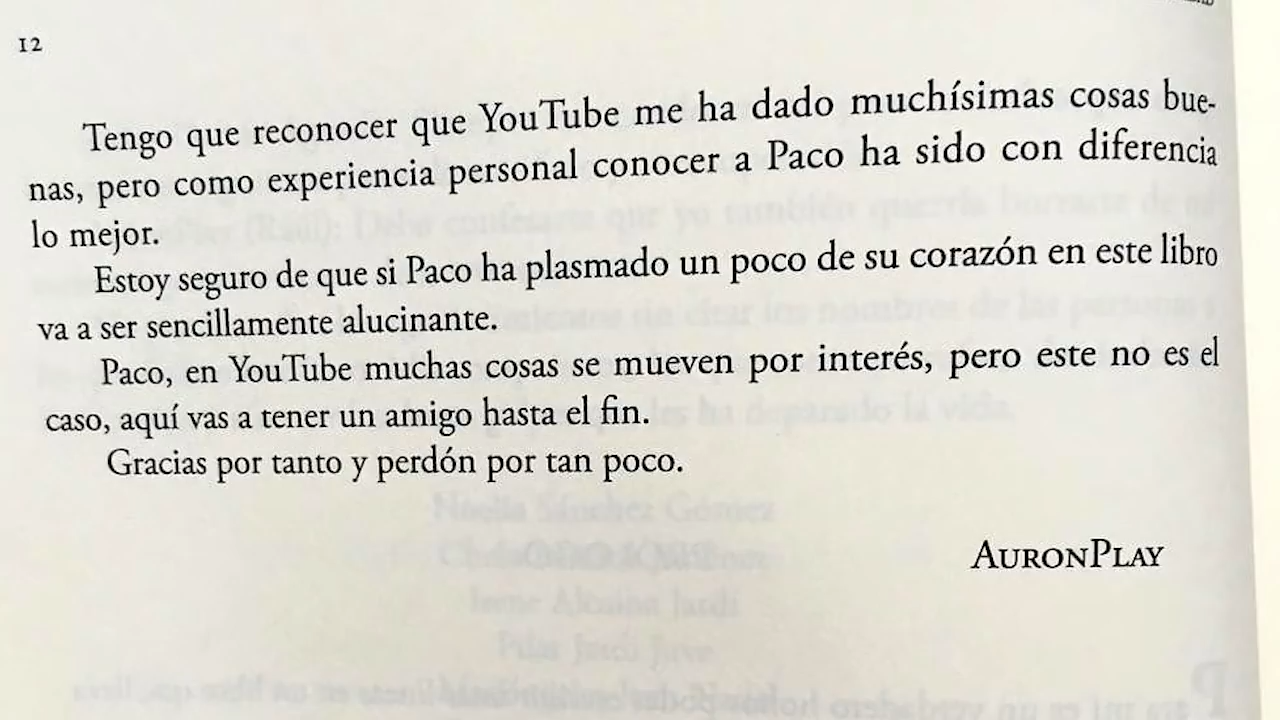 12
Tengo que reconocer que YouTube me ha dado muchísimas cosas bue-
nas, pero como experiencia personal conocer a Paco ha sido con diferencia
lo mejor.
Estoy seguro de que si Paco ha plasmado un poco de su corazón en este libro
va a ser sencillamente alucinante.
Paco, en YouTube muchas cosas se mueven por interés, pero este no es el
caso, aquí vas a tener un amigo hasta el fin.
Gracias por tanto y perdón por tan poco.
AURONPLAY